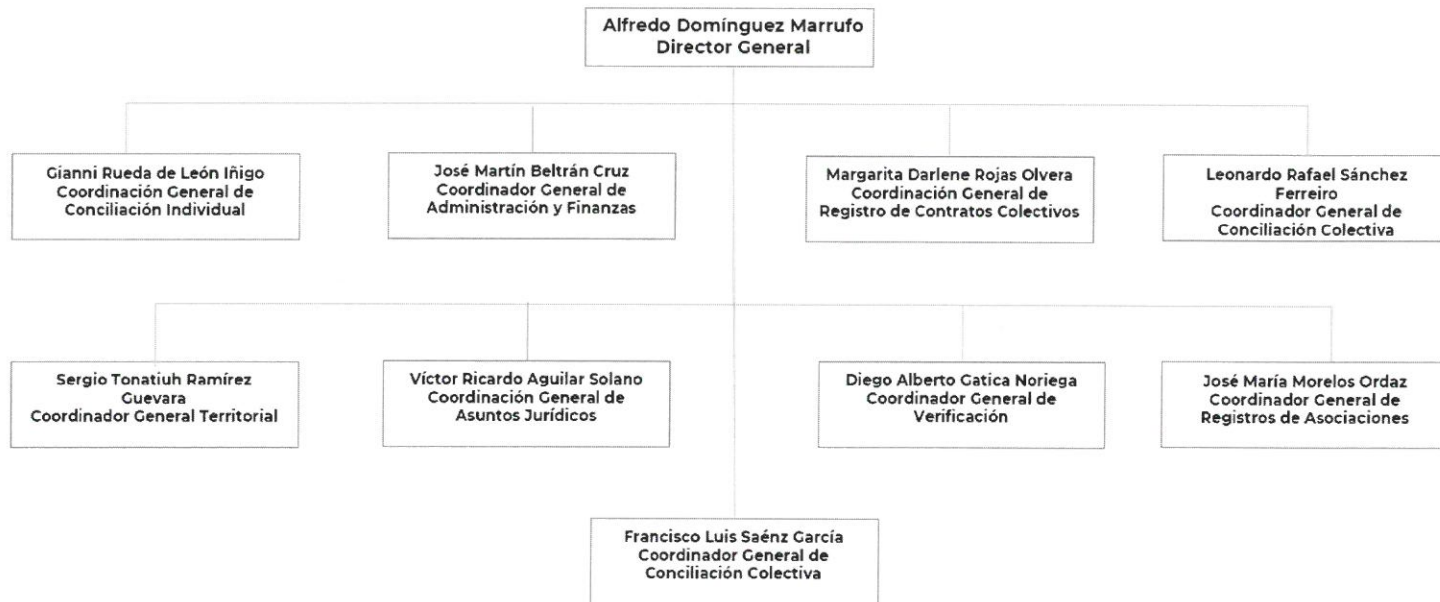 Alfredo Domínguez Marrufo
Director General
Gianni Rueda de León Iñigo
Coordinación General de
Conciliación Individual
José Martín Beltrán Cruz
Coordinador General de
Administración y Finanzas
Margarita Darlene Rojas Olvera
Coordinación General de
Registro de Contratos Colectivos
Leonardo Rafael Sánchez
Ferreiro
Coordinador General de
Conciliación Colectiva
Sergio Tonatiuh Ramírez
Guevara
Coordinador General Territorial
Víctor Ricardo Aguilar Solano
Coordinación General de
Asuntos Jurídicos
Diego Alberto Gatica Noriega
Coordinador General de
Verificación
José María Morelos Ordaz
Coordinador General de
Registros de Asociaciones
Francisco Luis Saénz García
Coordinador General de
Conciliación Colectiva